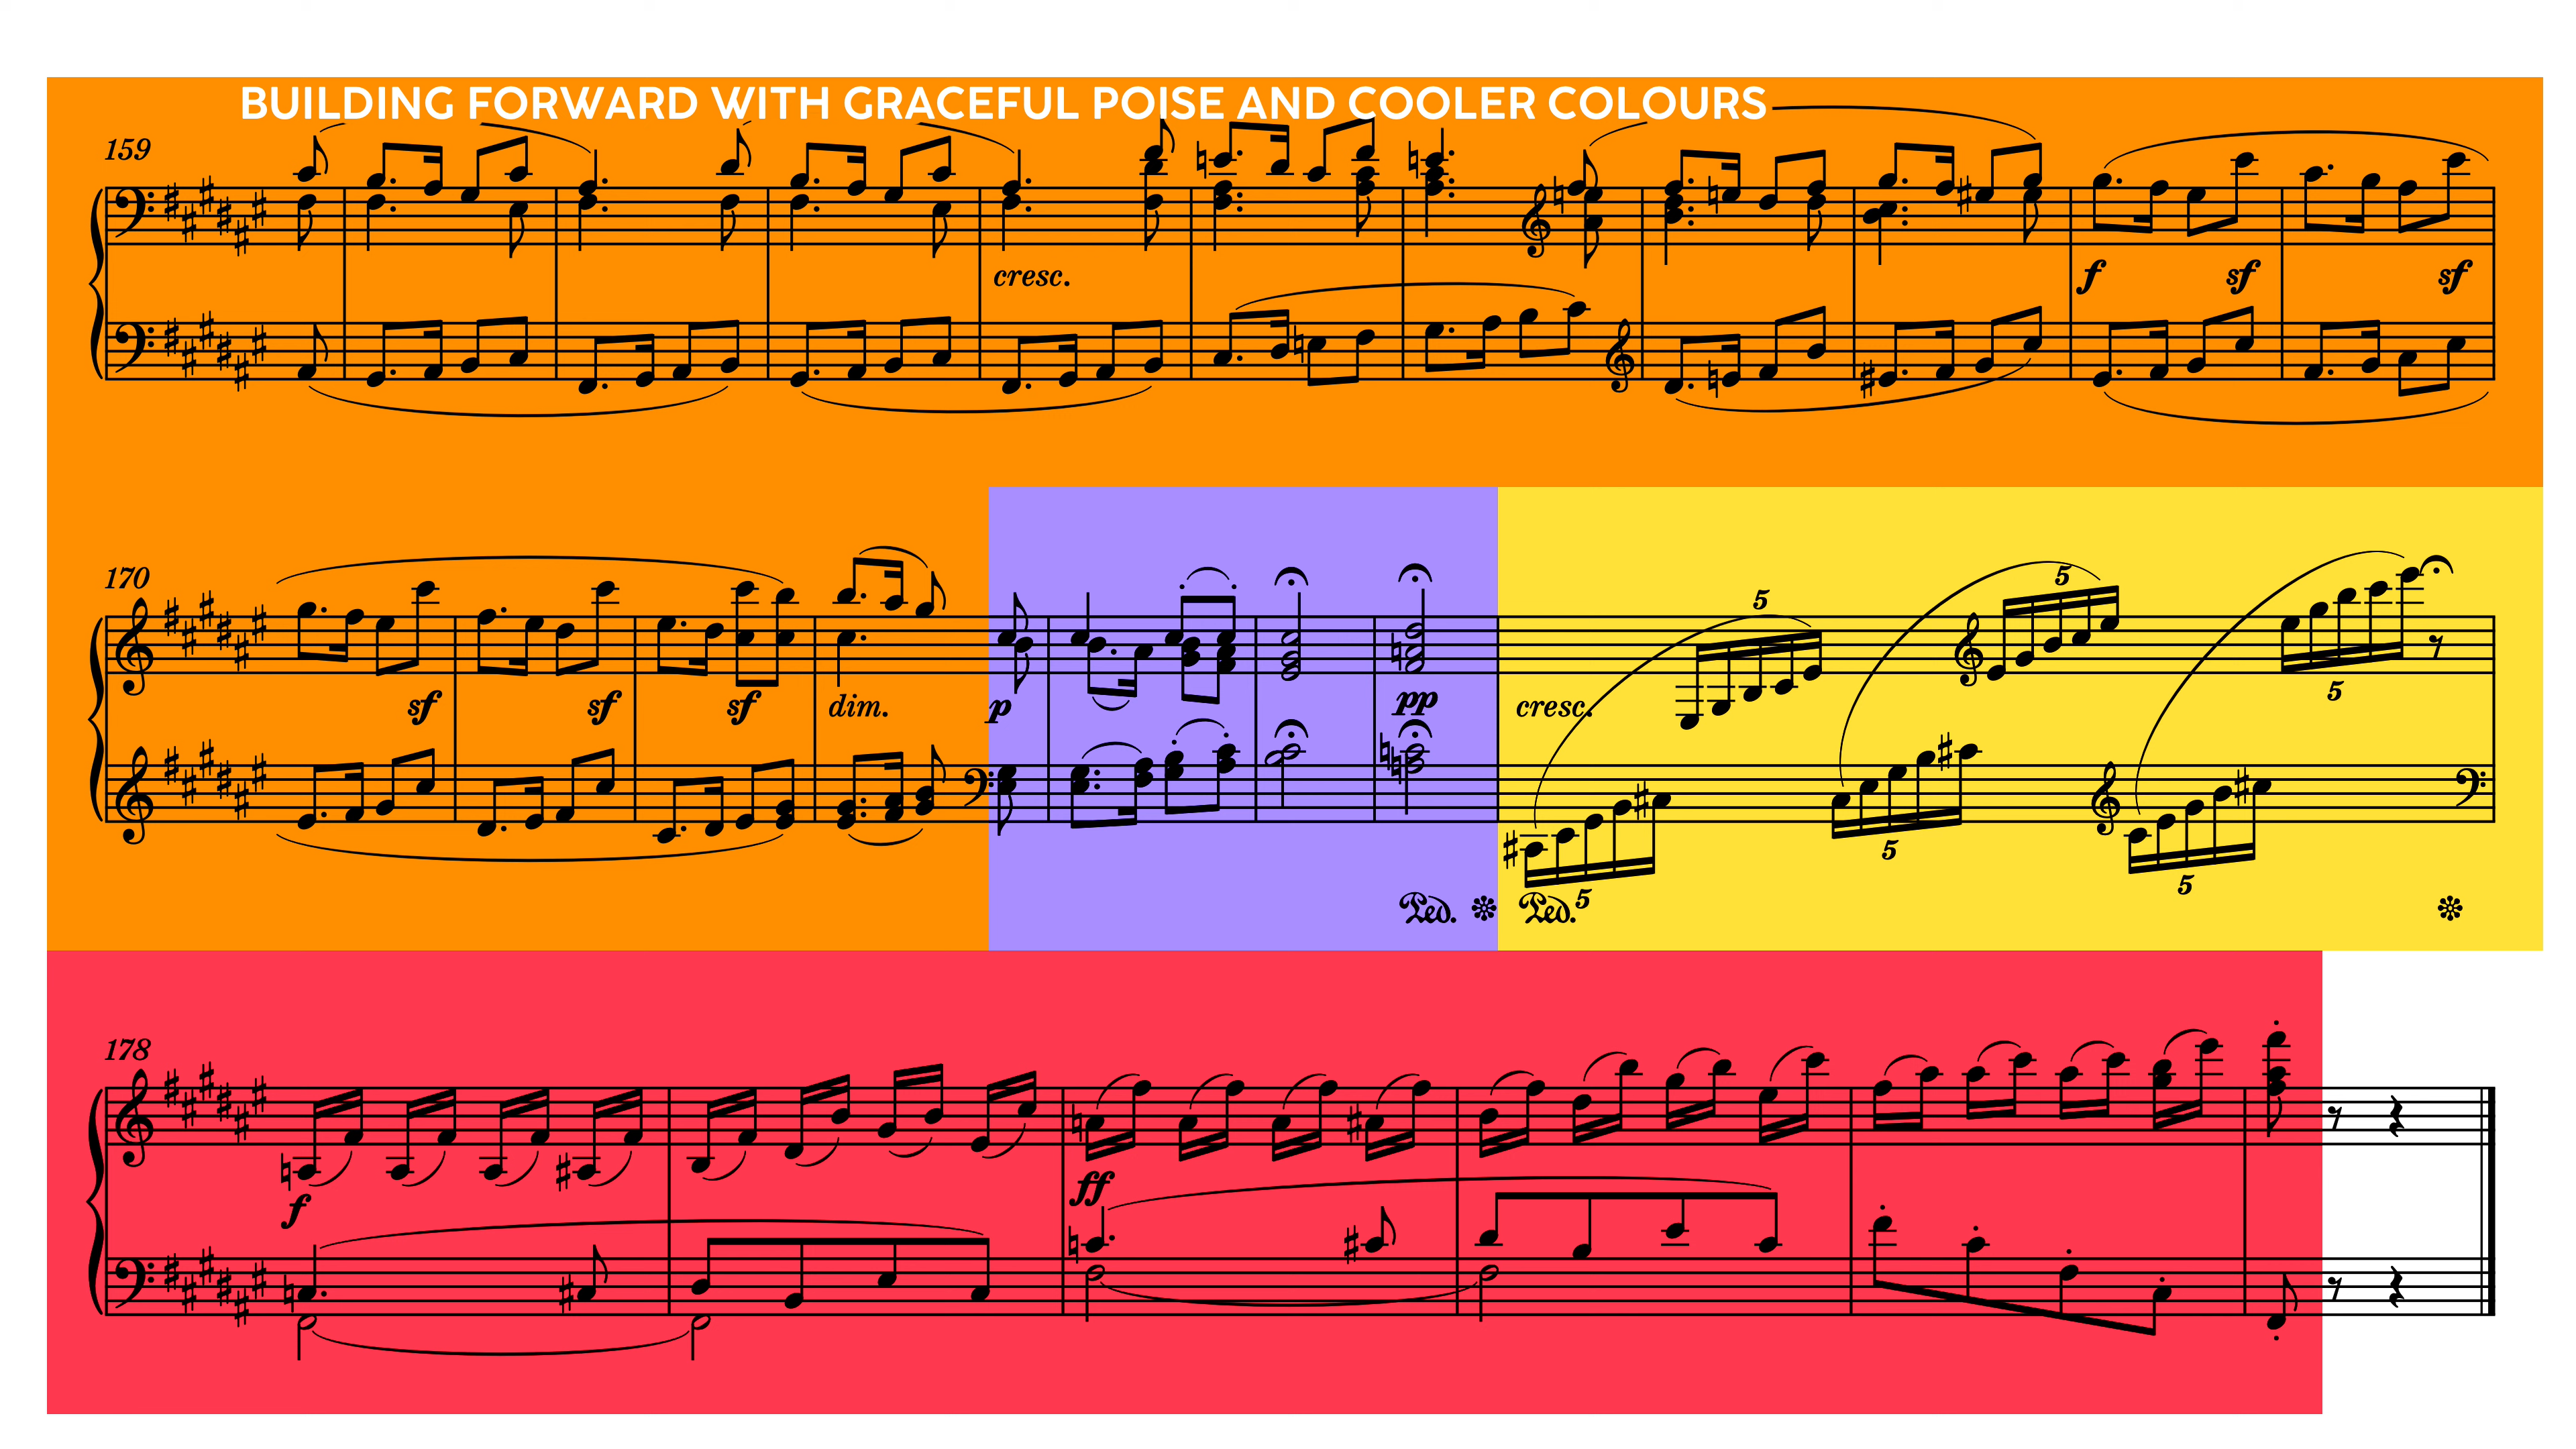 BUILDING FORWARD WITH GRACEFUL POISE AND COOLER COLOURS
159
cresc.
f sf sf
170
5 5
sf sf sf dim. p pp cresc. 5
5 5 5
Ped. Ped.
178
f ff